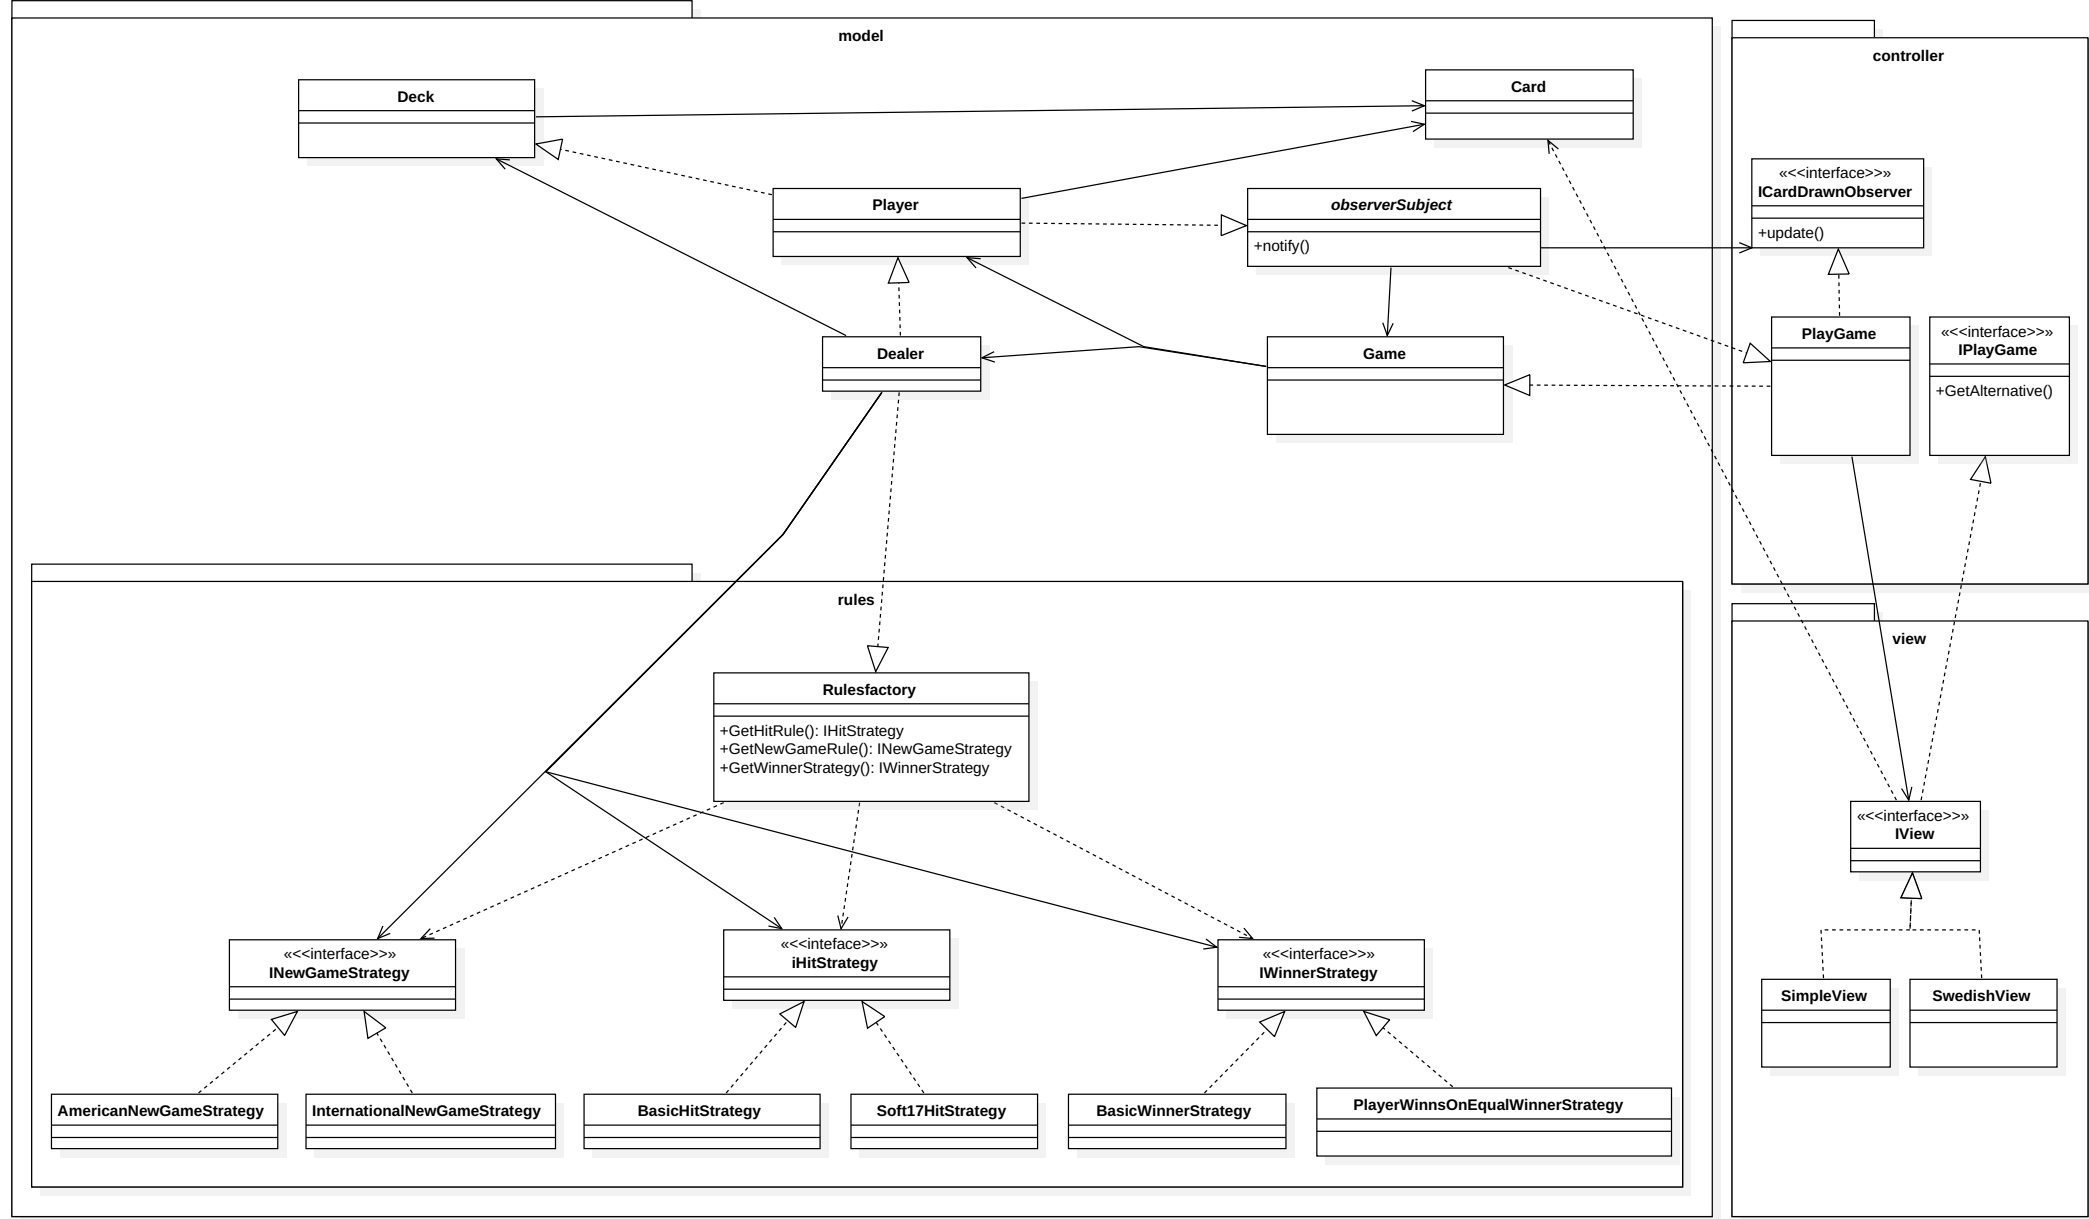 model
controller
Deck
Card
«<<interface>>»
ICardDrawnObserver
+update()
Player
observerSubject
+notify()
Dealer
Game
PlayGame
«<<interface>>»
IPlayGame
+GetAlternative()
rules
view
Rulesfactory
+GetHitRule(): IHitStrategy
+GetNewGameRule(): INewGameStrategy
+GetWinnerStrategy(): IWinnerStrategy
«<<interface>>»
IView
«<<interface>>»
INewGameStrategy
«<<inteface>>»
iHitStrategy
«<<interface>>»
IWinnerStrategy
SimpleView
SwedishView
AmericanNewGameStrategy
InternationalNewGameStrategy
BasicHitStrategy
Soft17HitStrategy
BasicWinnerStrategy
PlayerWinnsOnEqualWinnerStrategy